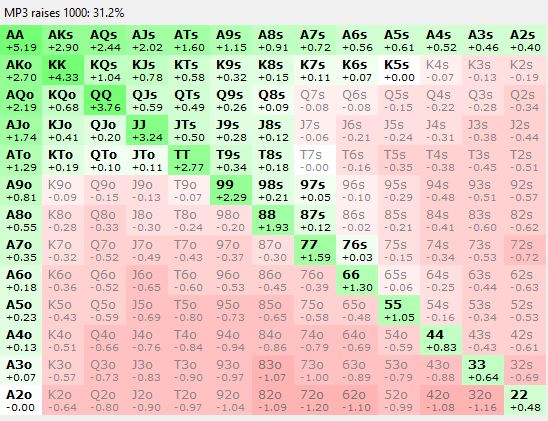 MP3 raises 1000: 31.2%
AA AKs AQs AJs ATs A9s A8s A7s A6s A5s A4s A3s A2s
+5.19 +2.90 +2.44 +2.02 +1.60 +1.15 +0.91 +0.72 +0.56 +0.61 +0.52 +0.46 +0.40
AKo KK KQs KJs KTs K9s K8s K7s K6s K5s K4s K3s K2s
+2.70 +4.33 +1.04 +0.78 +0.58 +0.32 +0.15 +0.11 +0.07 +0.00 -0.07 -0.13 -0.19
AQo KQo QQ QJs QTs Q9s Q8s Q7s Q6s Q5s Q4s Q3s Q2s
+2.19 +0.68 +3.76 +0.59 +0.49 +0.26 +0.09 -0.08 -0.08 -0.15 -0.22 -0.28 -0.34
AJo KJo QJo JJ JTs J9s J8s J7s J6s J5s J4s J3s J2s
+1.74 +0.41 +0.20 +3.24 +0.50 +0.28 +0.12 -0.06 -0.21 -0.24 -0.31 -0.38 -0.44
ATo KTo QTo JTo TT T9s T8s T7s T6s T5s T4s T3s T2s
+1.29 +0.19 +0.10 +0.11 +2.77 +0.34 +0.18 -0.00 -0.16 -0.35 -0.38 -0.45 -0.51
A9o K9o Q9o J9o T9o 99 98s 97s 96s 95s 94s 93s 92s
+0.81 -0.09 -0.15 -0.13 -0.07 +2.29 +0.21 +0.05 -0.10 -0.29 -0.48 -0.51 -0.57
A8o K8o Q8o J8o T8o 98o 88 87s 86s 85s 84s 83s 82s
+0.55 -0.28 -0.33 -0.30 -0.24 -0.20 +1.93 +0.12 -0.02 -0.21 -0.41 -0.60 -0.62
A7o K7o Q7o J7o T7o 97o 87o 77 76s 75s 74s 73s 72s
+0.35 -0.32 -0.52 -0.49 -0.43 -0.37 -0.30 +1.59 +0.03 -0.15 -0.34 -0.53 -0.72
A6o K6o Q6o J6o T6o 96o 86o 76o 66 65s 64s 63s 62s
+0.18 -0.36 -0.52 -0.65 -0.60 -0.53 -0.45 -0.39 +1.30 -0.06 -0.25 -0.44 -0.63
A5o K5o Q5o J5o T5o 95o 85o 75o 65o 55 54s 53s 52s
+0.23 -0.43 -0.59 -0.69 -0.80 -0.73 -0.65 -0.58 -0.48 +1.05 -0.16 -0.34 -0.53
A4o K4o Q4o J4o T4o 94o 84o 74o 64o 54o 44 43s 42s
+0.13 -0.51 -0.66 -0.76 -0.84 -0.94 -0.86 -0.79 -0.69 -0.59 +0.83 -0.43 -0.61
A3o K3o Q3o J3o T3o 93o 83o 73o 63o 53o 43o 33 32s
+0.07 -0.57 -0.73 -0.83 -0.90 -0.97 -1.07 -1.00 -0.89 -0.79 -0.88 +0.64 -0.69
A2o K2o Q2o J2o T2o 92o 82o 72o 62o 52o 42o 32o 22
-0.00 -0.64 -0.80 -0.90 -0.97 -1.04 -1.09 -1.20 -1.10 -0.99 -1.08 -1.16 +0.48